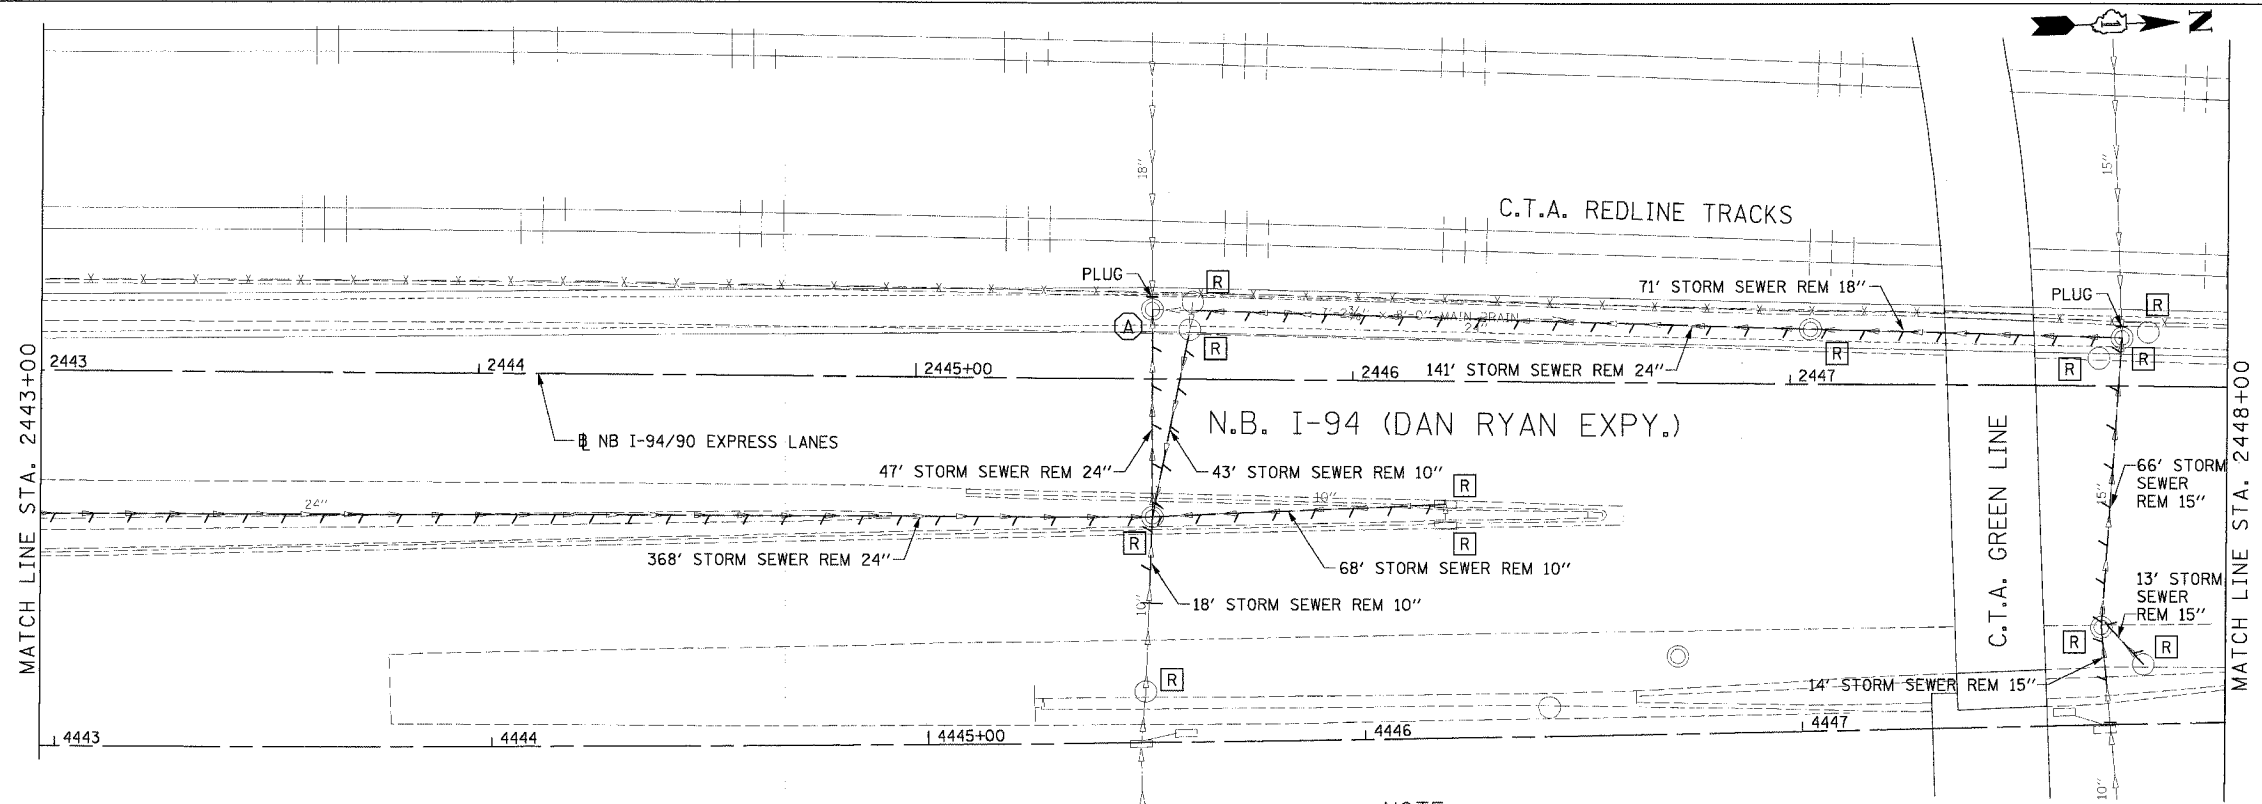 N
18"
15"
C.T.A. REDLINE TRACKS
PLUG
R
71' STORM SEWER REM 18"
PLUG
R
A
MAIN DRAIN
24"
R
R
R
R
2443
2444
2445+00
2446
141' STORM SEWER REM 24"
2447
MATCH LINE STA. 2443+00
MATCH LINE STA. 2448+00
N.B. I-94 (DAN RYAN EXPY.)
NB I-94/90 EXPRESS LANES
C.T.A. GREEN LINE
47' STORM SEWER REM 24"
43' STORM SEWER REM 10"
66' STORM
SEWER
REM 15"
15"
24"
10"
R
R
R
368' STORM SEWER REM 24"
68' STORM SEWER REM 10"
18' STORM SEWER REM 10"
10"
13' STORM
SEWER
REM 15"
R
R
R
14' STORM SEWER REM 15"
4443
4444
4445+00
4446
4447
10"